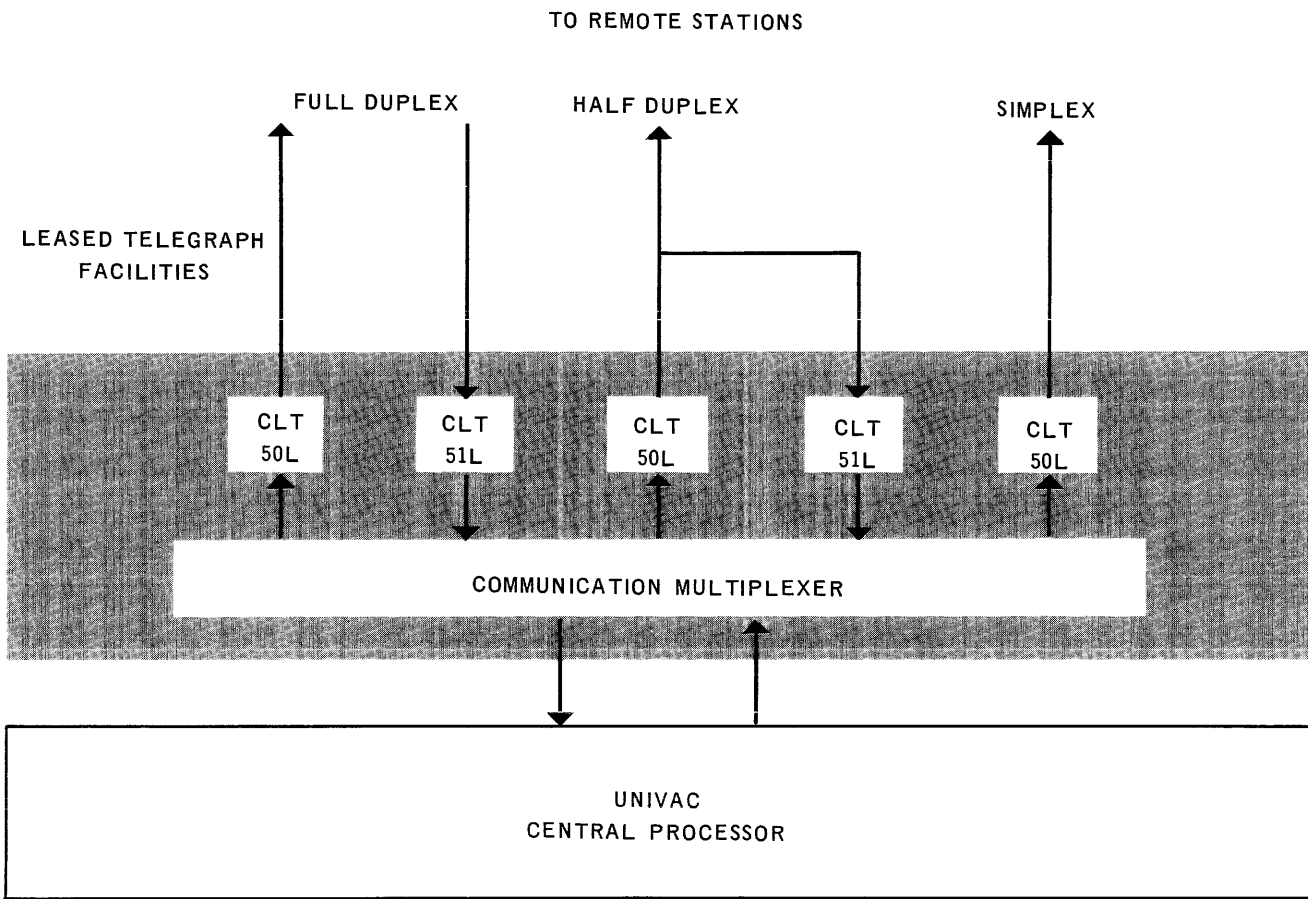 TO REMOTE STATIONS
FULL DUPLEX
HALF DUPLEX
SIMPLEX
LEASED TELEGRAPH
FACILITIES
CLT
50L
CLT
51L
CLT
50L
CLT
51L
CLT
50L
COMMUNICATION MULTIPLEXER
UNIVAC
CENTRAL PROCESSOR